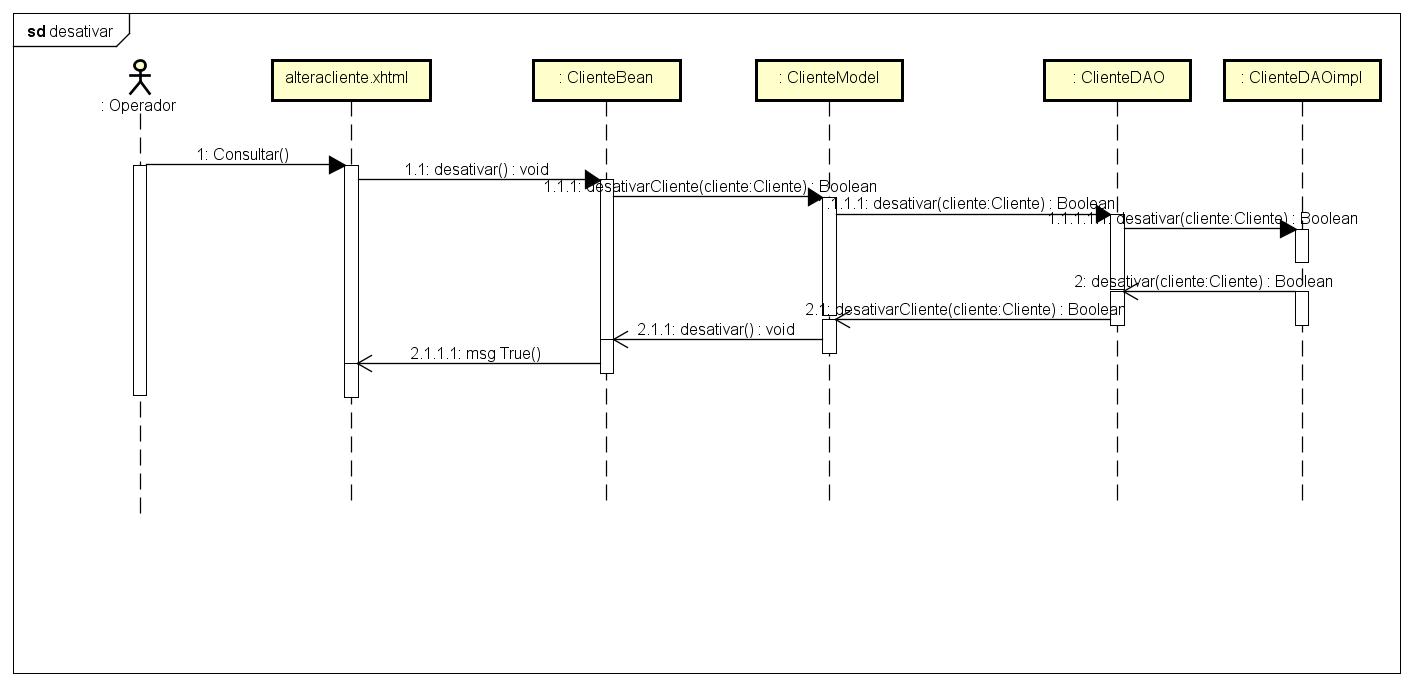 sd desativar
: Operador
alteracliente.xhtml
: ClienteBean
: ClienteModel
: ClienteDAO
: ClienteDAOimpl
1: Consultar()
1.1: desativar() : void
1.1.1: desativarCliente(cliente:Cliente) : Boolean
.1.1.1: desativar(cliente:Cliente) : Boolean
1.1.1.1.1: desativar(cliente:Cliente) : Boolean
2: desativar(cliente:Cliente) : Boolean
2.1: desativarCliente(cliente:Cliente) : Boolean
2.1.1: desativar() : void
2.1.1.1: msg True()